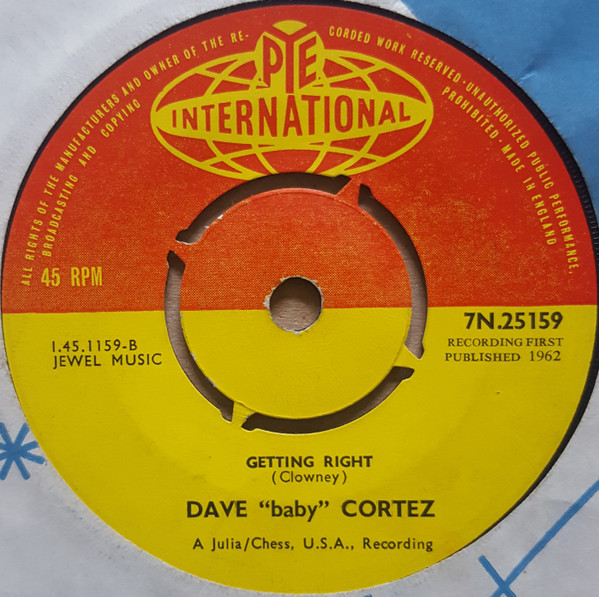 ALL RIGHTS OF THE MANUFACTURERS AND OWNER OF THE RE-
CORDED WORK RESERVED·UNAUTHORIZED PUBLIC PERFORMANCE,
BROADCASTING AND COPYING
PROHIBITED·MADE IN ENGLAND
PYE
INTERNATIONAL
45 RPM
1.45.1159-B
JEWEL MUSIC
7N.25159
RECORDING FIRST
PUBLISHED 1962
GETTING RIGHT
(Clowney)
DAVE "baby" CORTEZ
A Julia/Chess, U.S.A., Recording